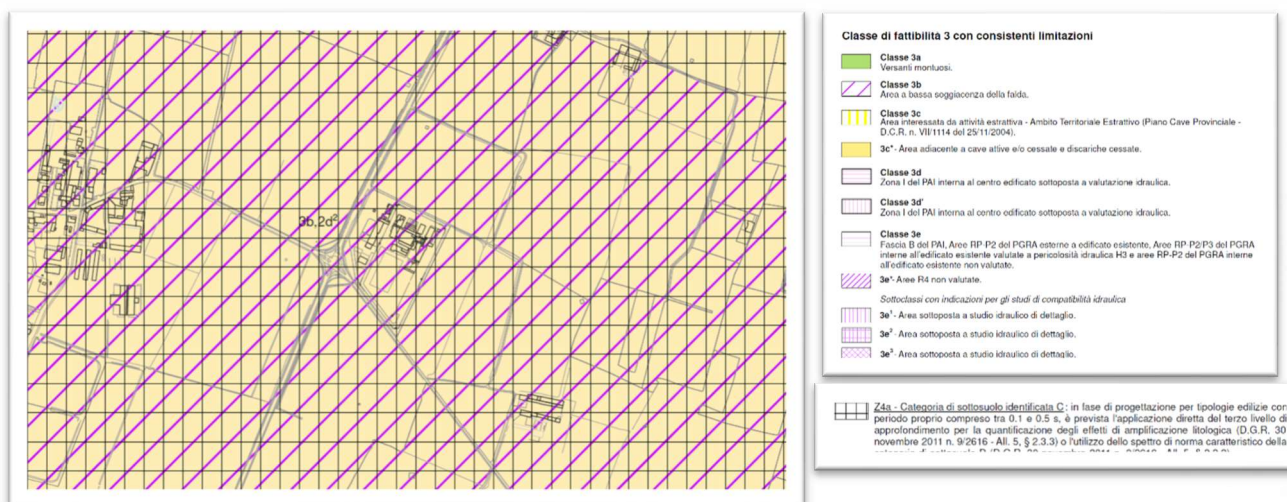 3b,2d²
Classe di fattibilità 3 con consistenti limitazioni
Classe 3a
Versanti montuosi.
Classe 3b
Area a bassa soggiacenza della falda.
Classe 3c
Area interessata da attività estrattiva - Ambito Territoriale Estrattivo (Piano Cave Provinciale -
D.C.R. n. VII/1114 del 25/11/2004).
3c*- Area adiacente a cave attive e/o cessate e discariche cessate.
Classe 3d
Zona I del PAI interna al centro edificato sottoposta a valutazione idraulica.
Classe 3d'
Zona I del PAI interna al centro edificato sottoposta a valutazione idraulica.
Classe 3e
Fascia B del PAI, Aree RP-P2 del PGRA esterne a edificato esistente, Aree RP-P2/P3 del PGRA
interne all'edificato esistente valutate a pericolosità idraulica H3 e aree RP-P2 del PGRA interne
all'edificato esistente non valutate.
3e*- Aree R4 non valutate.
Sottoclassi con indicazioni per gli studi di compatibilità idraulica
3e¹- Area sottoposta a studio idraulico di dettaglio.
3e²- Area sottoposta a studio idraulico di dettaglio.
3e³- Area sottoposta a studio idraulico di dettaglio.
Z4a - Categoria di sottosuolo identificata C: in fase di progettazione per tipologie edilizie con
periodo proprio compreso tra 0.1 e 0.5 s, è prevista l'applicazione diretta del terzo livello di
approfondimento per la quantificazione degli effetti di amplificazione litologica (D.G.R. 30
novembre 2011 n. 9/2616 - All. 5, § 2.3.3) o l'utilizzo dello spettro di norma caratteristico della